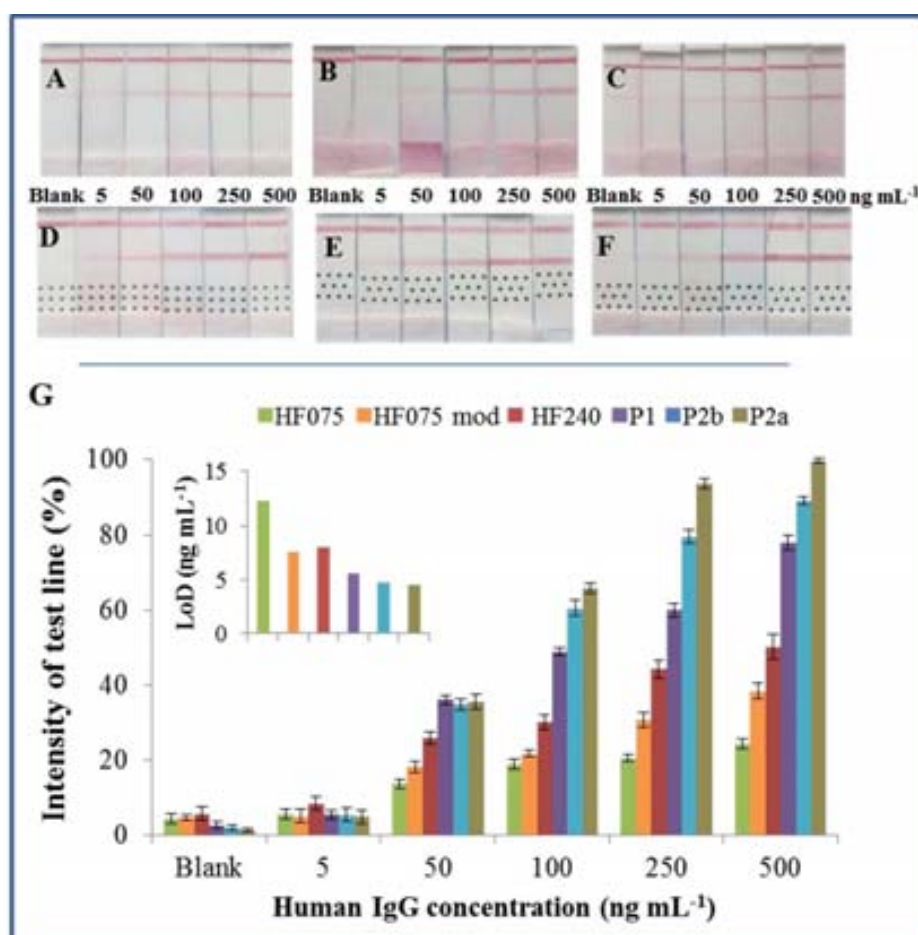 A B C
Blank 5 50 100 250 500 Blank 5 50 100 250 500 Blank 5 50 100 250 500 ng mL⁻¹
D E F
G
HF075 HF075 mod HF240 P1 P2b P2a
Intensity of test line (%)
100
80
60
40
20
0
LoD (ng mL⁻¹)
15
10
5
0
Blank 5 50 100 250 500
Human IgG concentration (ng mL⁻¹)